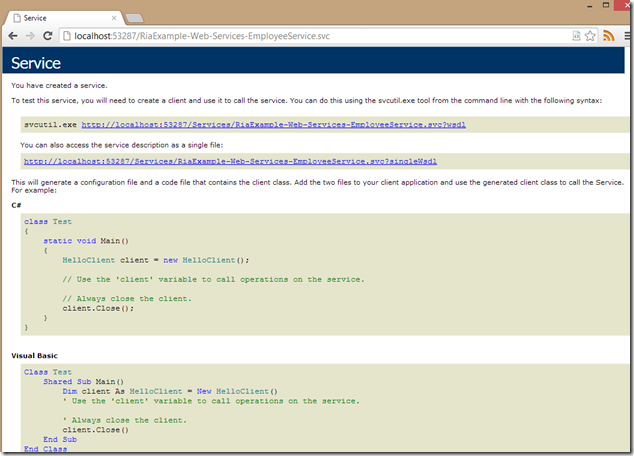 Service
localhost:53287/RiaExample-Web-Services-EmployeeService.svc
Service
You have created a service.
To test this service, you will need to create a client and use it to call the service. You can do this using the svcutil.exe tool from the command line with the following syntax:
svcutil.exe http://localhost:53287/Services/RiaExample-Web-Services-EmployeeService.svc?wsdl
You can also access the service description as a single file:
http://localhost:53287/Services/RiaExample-Web-Services-EmployeeService.svc?singleWsdl
This will generate a configuration file and a code file that contains the client class. Add the two files to your client application and use the generated client class to call the Service.
For example:
C#
class Test
{
static void Main()
{
HelloClient client = new HelloClient();
// Use the 'client' variable to call operations on the service.
// Always close the client.
client.Close();
}
}
Visual Basic
Class Test
Shared Sub Main()
Dim client As HelloClient = New HelloClient()
' Use the 'client' variable to call operations on the service.
' Always close the client.
client.Close()
End Sub
End Class